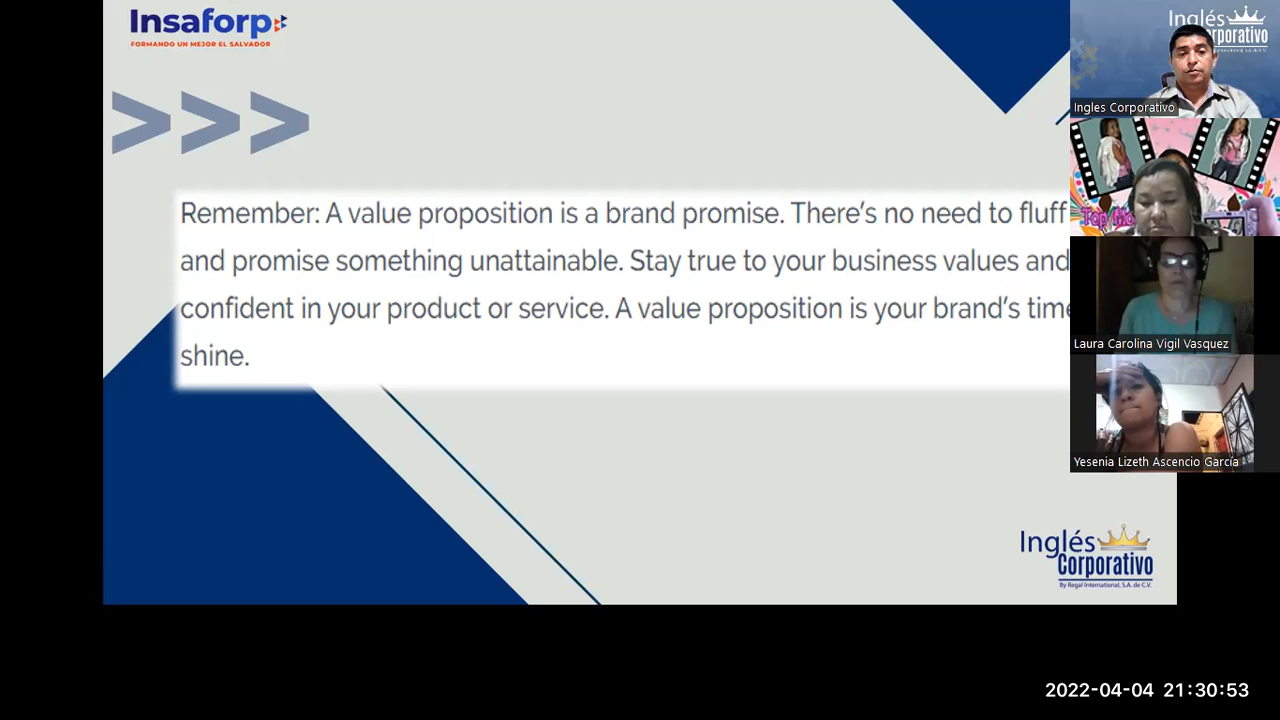 Insaforp
FORMANDO UN MEJOR EL SALVADOR
>>>
Remember: A value proposition is a brand promise. There's no need to fluff
and promise something unattainable. Stay true to your business values and
confident in your product or service. A value proposition is your brand's
shine.
Inglés
Corporativo
By Regal International, S.A. de C.V.
Inglés
Corporativo
Ingles Corporativo
Top Mo
Laura Carolina Vigil Vasquez
Yesenia Lizeth Ascencio García
2022-04-04 21:30:53